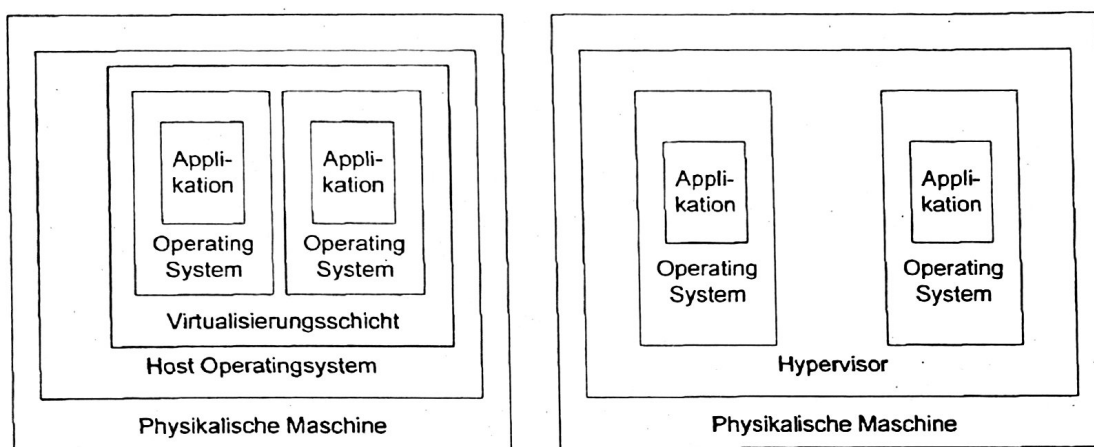 Appli-
kation
Operating
System
Appli-
kation
Operating
System
Virtualisierungsschicht
Host Operatingsystem
Physikalische Maschine
Appli-
kation
Operating
System
Appli-
kation
Operating
System
Hypervisor
Physikalische Maschine